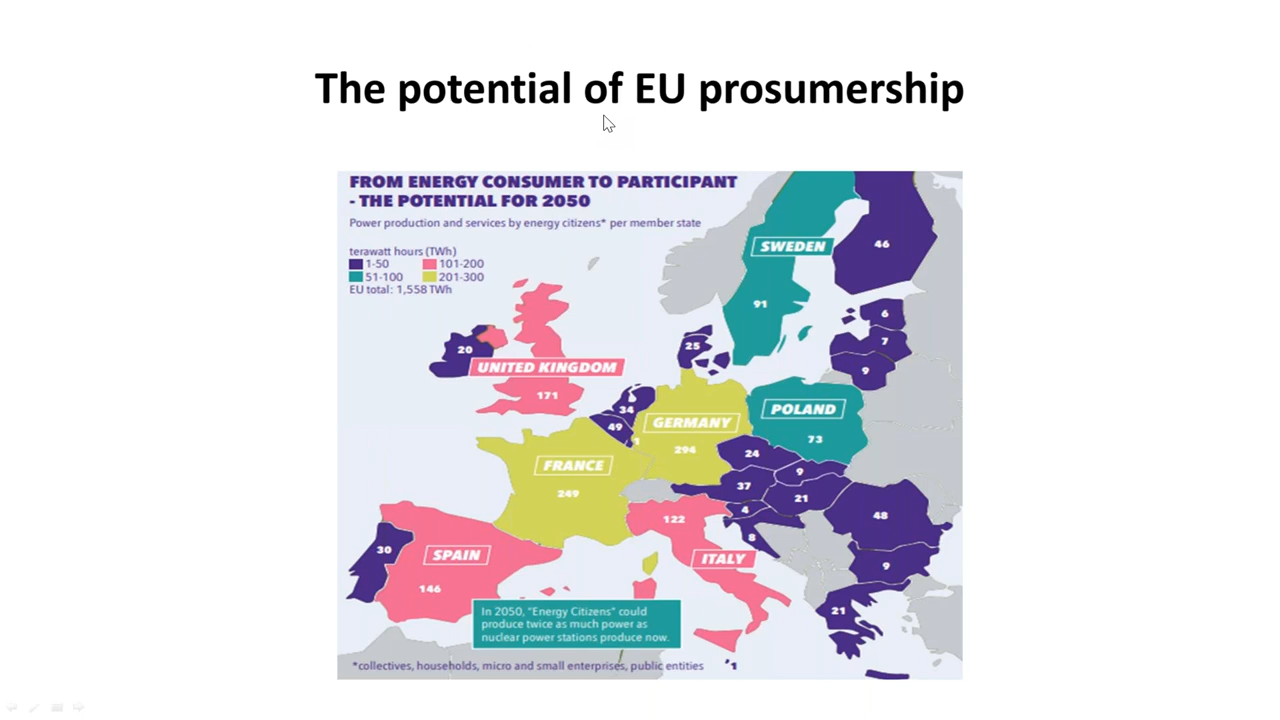 The potential of EU prosumership
FROM ENERGY CONSUMER TO PARTICIPANT
- THE POTENTIAL FOR 2050
Power production and services by energy citizens* per member state
terawatt hours (TWh)
1-50 101-200
51-100 201-300
EU total: 1,558 TWh
SWEDEN
46
91
6
7
9
25
20
UNITED KINGDOM
171
34
49
1
GERMANY
294
POLAND
73
24
9
37
21
FRANCE
249
4
8
48
9
122
ITALY
30
SPAIN
146
21
In 2050, "Energy Citizens" could
produce twice as much power as
nuclear power stations produce now.
*collectives, households, micro and small enterprises, public entities
1